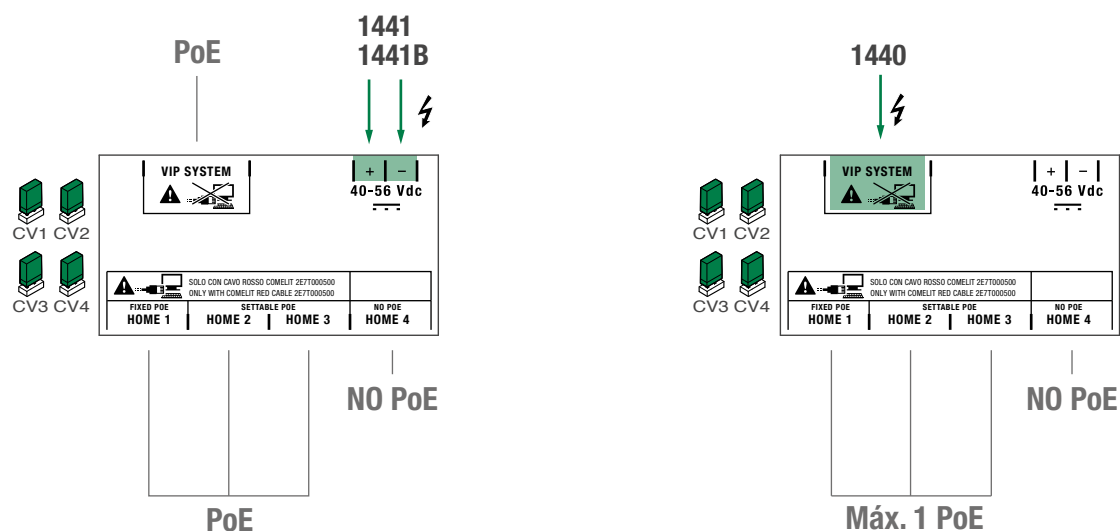 1441
1441B
PoE
VIP SYSTEM
+ -
40-56 Vdc
CV1 CV2
CV3 CV4
SOLO CON CAVO ROSSO COMELIT 2E7T000500
ONLY WITH COMELIT RED CABLE 2E7T000500
FIXED POE SETTABLE POE NO POE
HOME 1 HOME 2 HOME 3 HOME 4
NO PoE
PoE
1440
VIP SYSTEM
+ -
40-56 Vdc
CV1 CV2
CV3 CV4
SOLO CON CAVO ROSSO COMELIT 2E7T000500
ONLY WITH COMELIT RED CABLE 2E7T000500
FIXED POE SETTABLE POE NO POE
HOME 1 HOME 2 HOME 3 HOME 4
NO PoE
Máx. 1 PoE